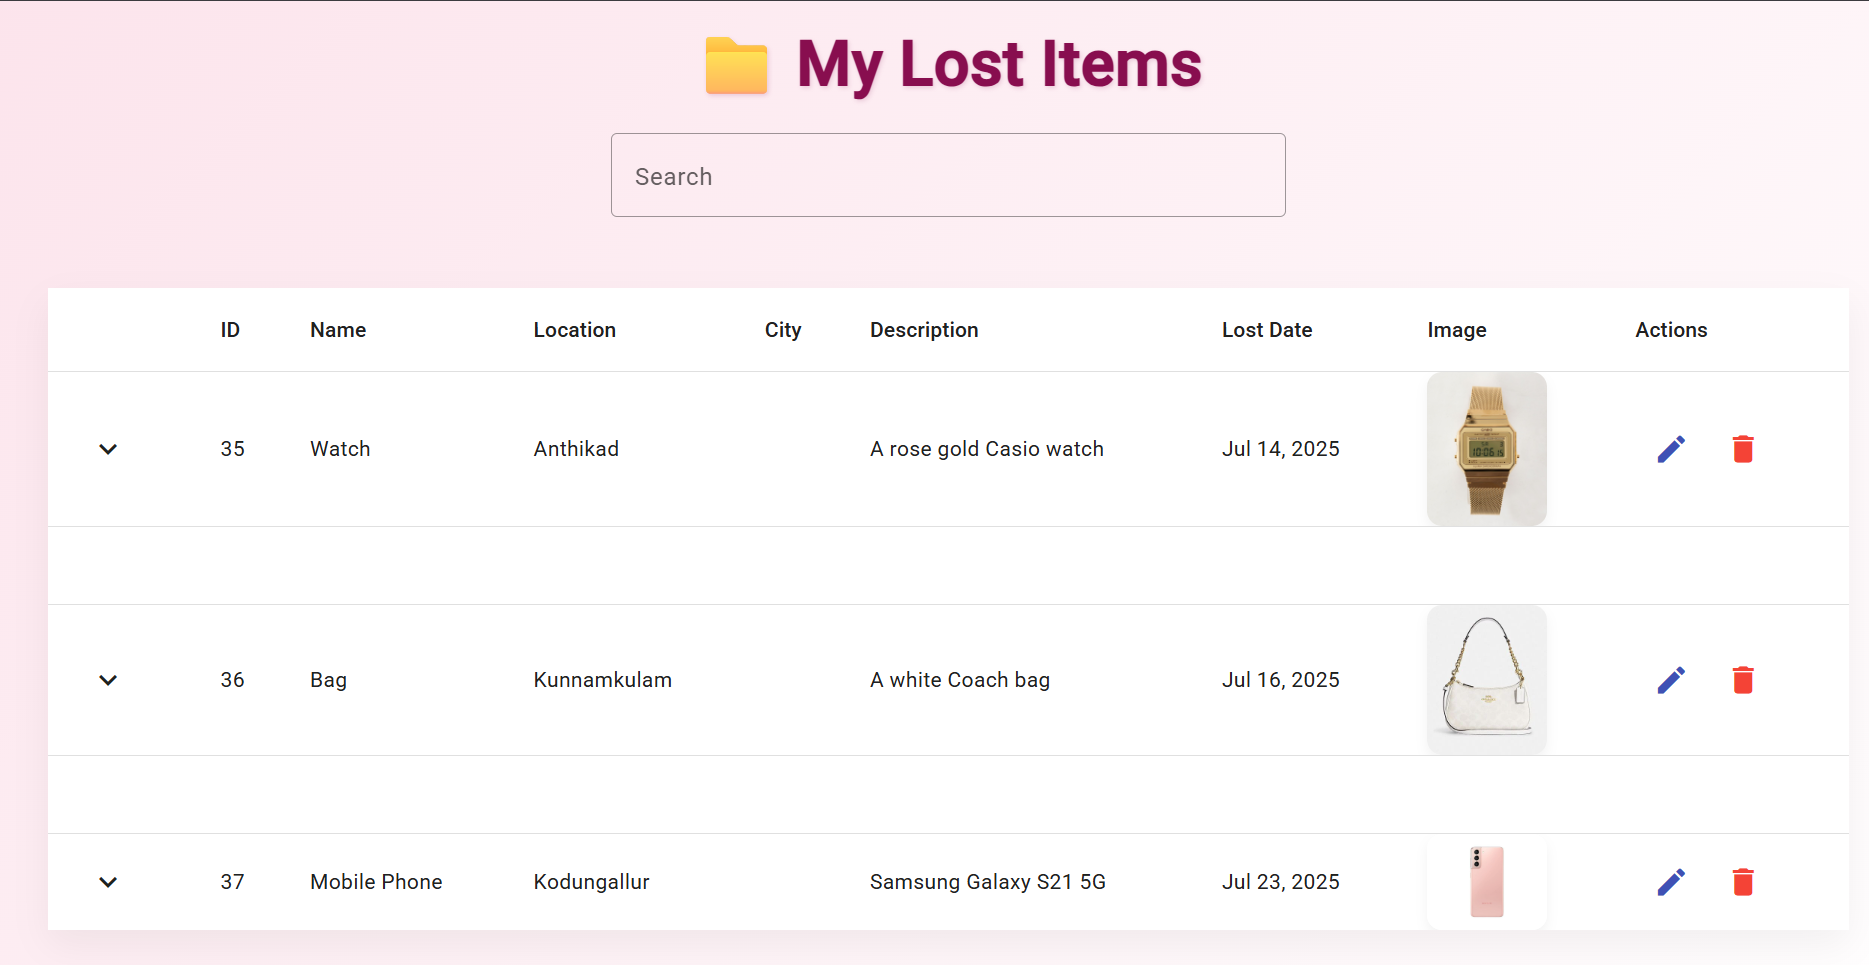 My Lost Items
Search
ID Name Location City Description Lost Date Image Actions
35 Watch Anthikad A rose gold Casio watch Jul 14, 2025
10:06
36 Bag Kunnamkulam A white Coach bag Jul 16, 2025
37 Mobile Phone Kodungallur Samsung Galaxy S21 5G Jul 23, 2025